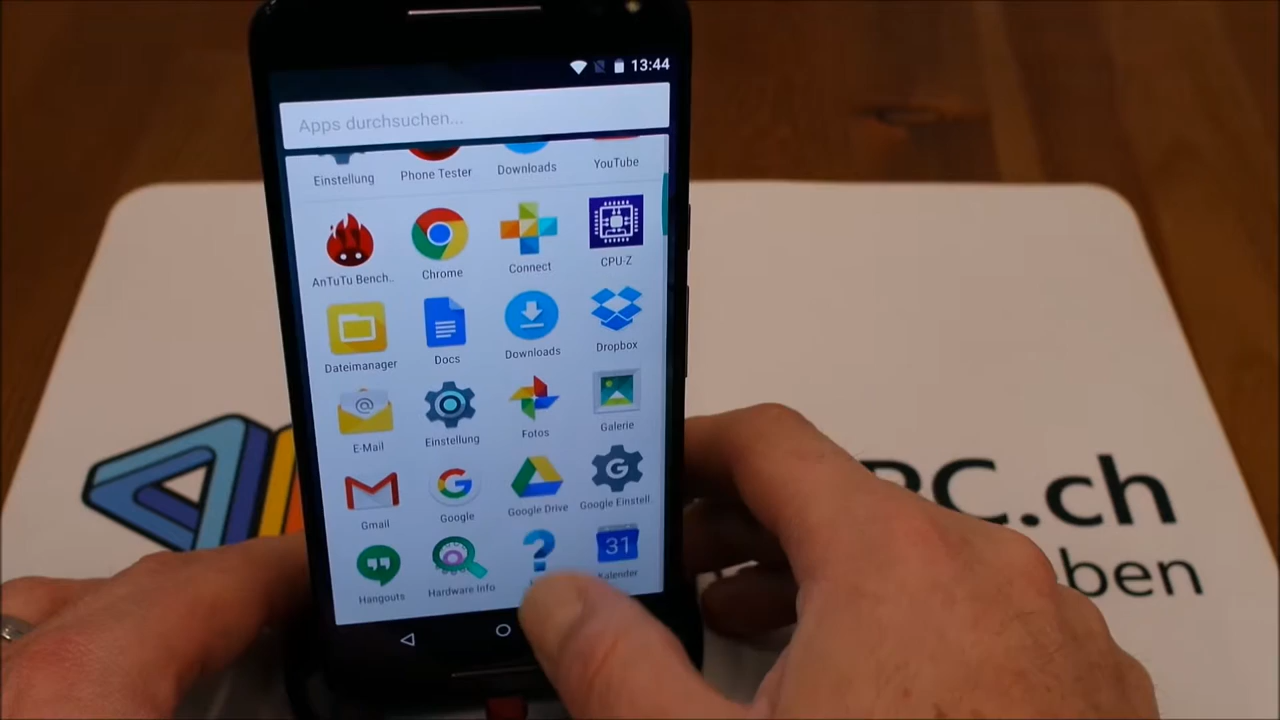 13:44
Apps durchsuchen...
Einstellung Phone Tester Downloads YouTube
AnTuTu Bench.. Chrome Connect CPU-Z
Dateimanager Docs Downloads Dropbox
@
E-Mail Einstellung Fotos Galerie
G G
Gmail Google Google Drive Google Einstell
? 31
Hangouts Hardware Info Kalender
PC.ch
ben